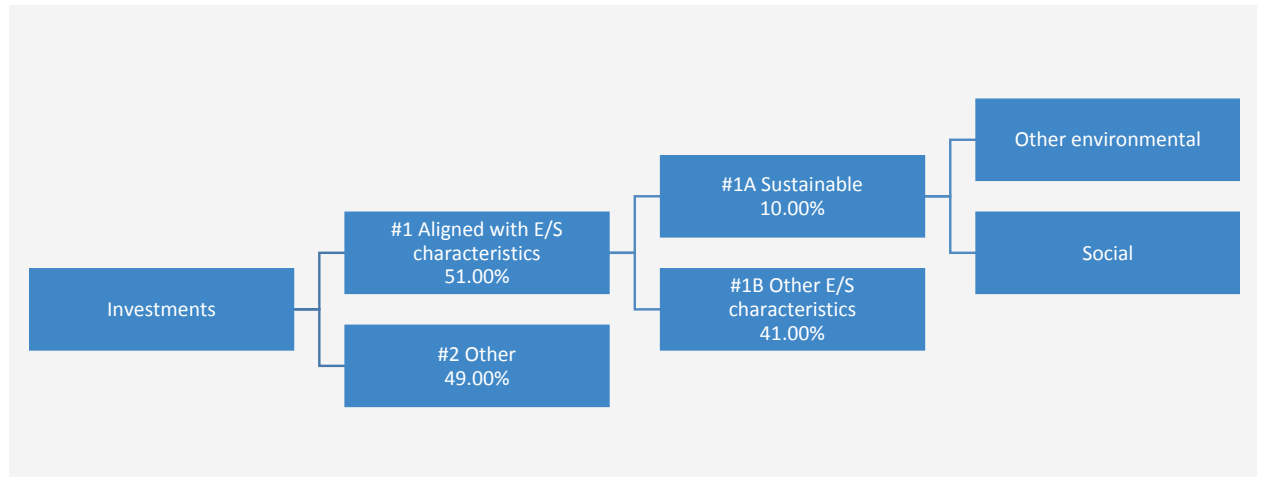 Investments
#1 Aligned with E/S
characteristics
51.00%
#2 Other
49.00%
#1A Sustainable
10.00%
#1B Other E/S
characteristics
41.00%
Other environmental
Social